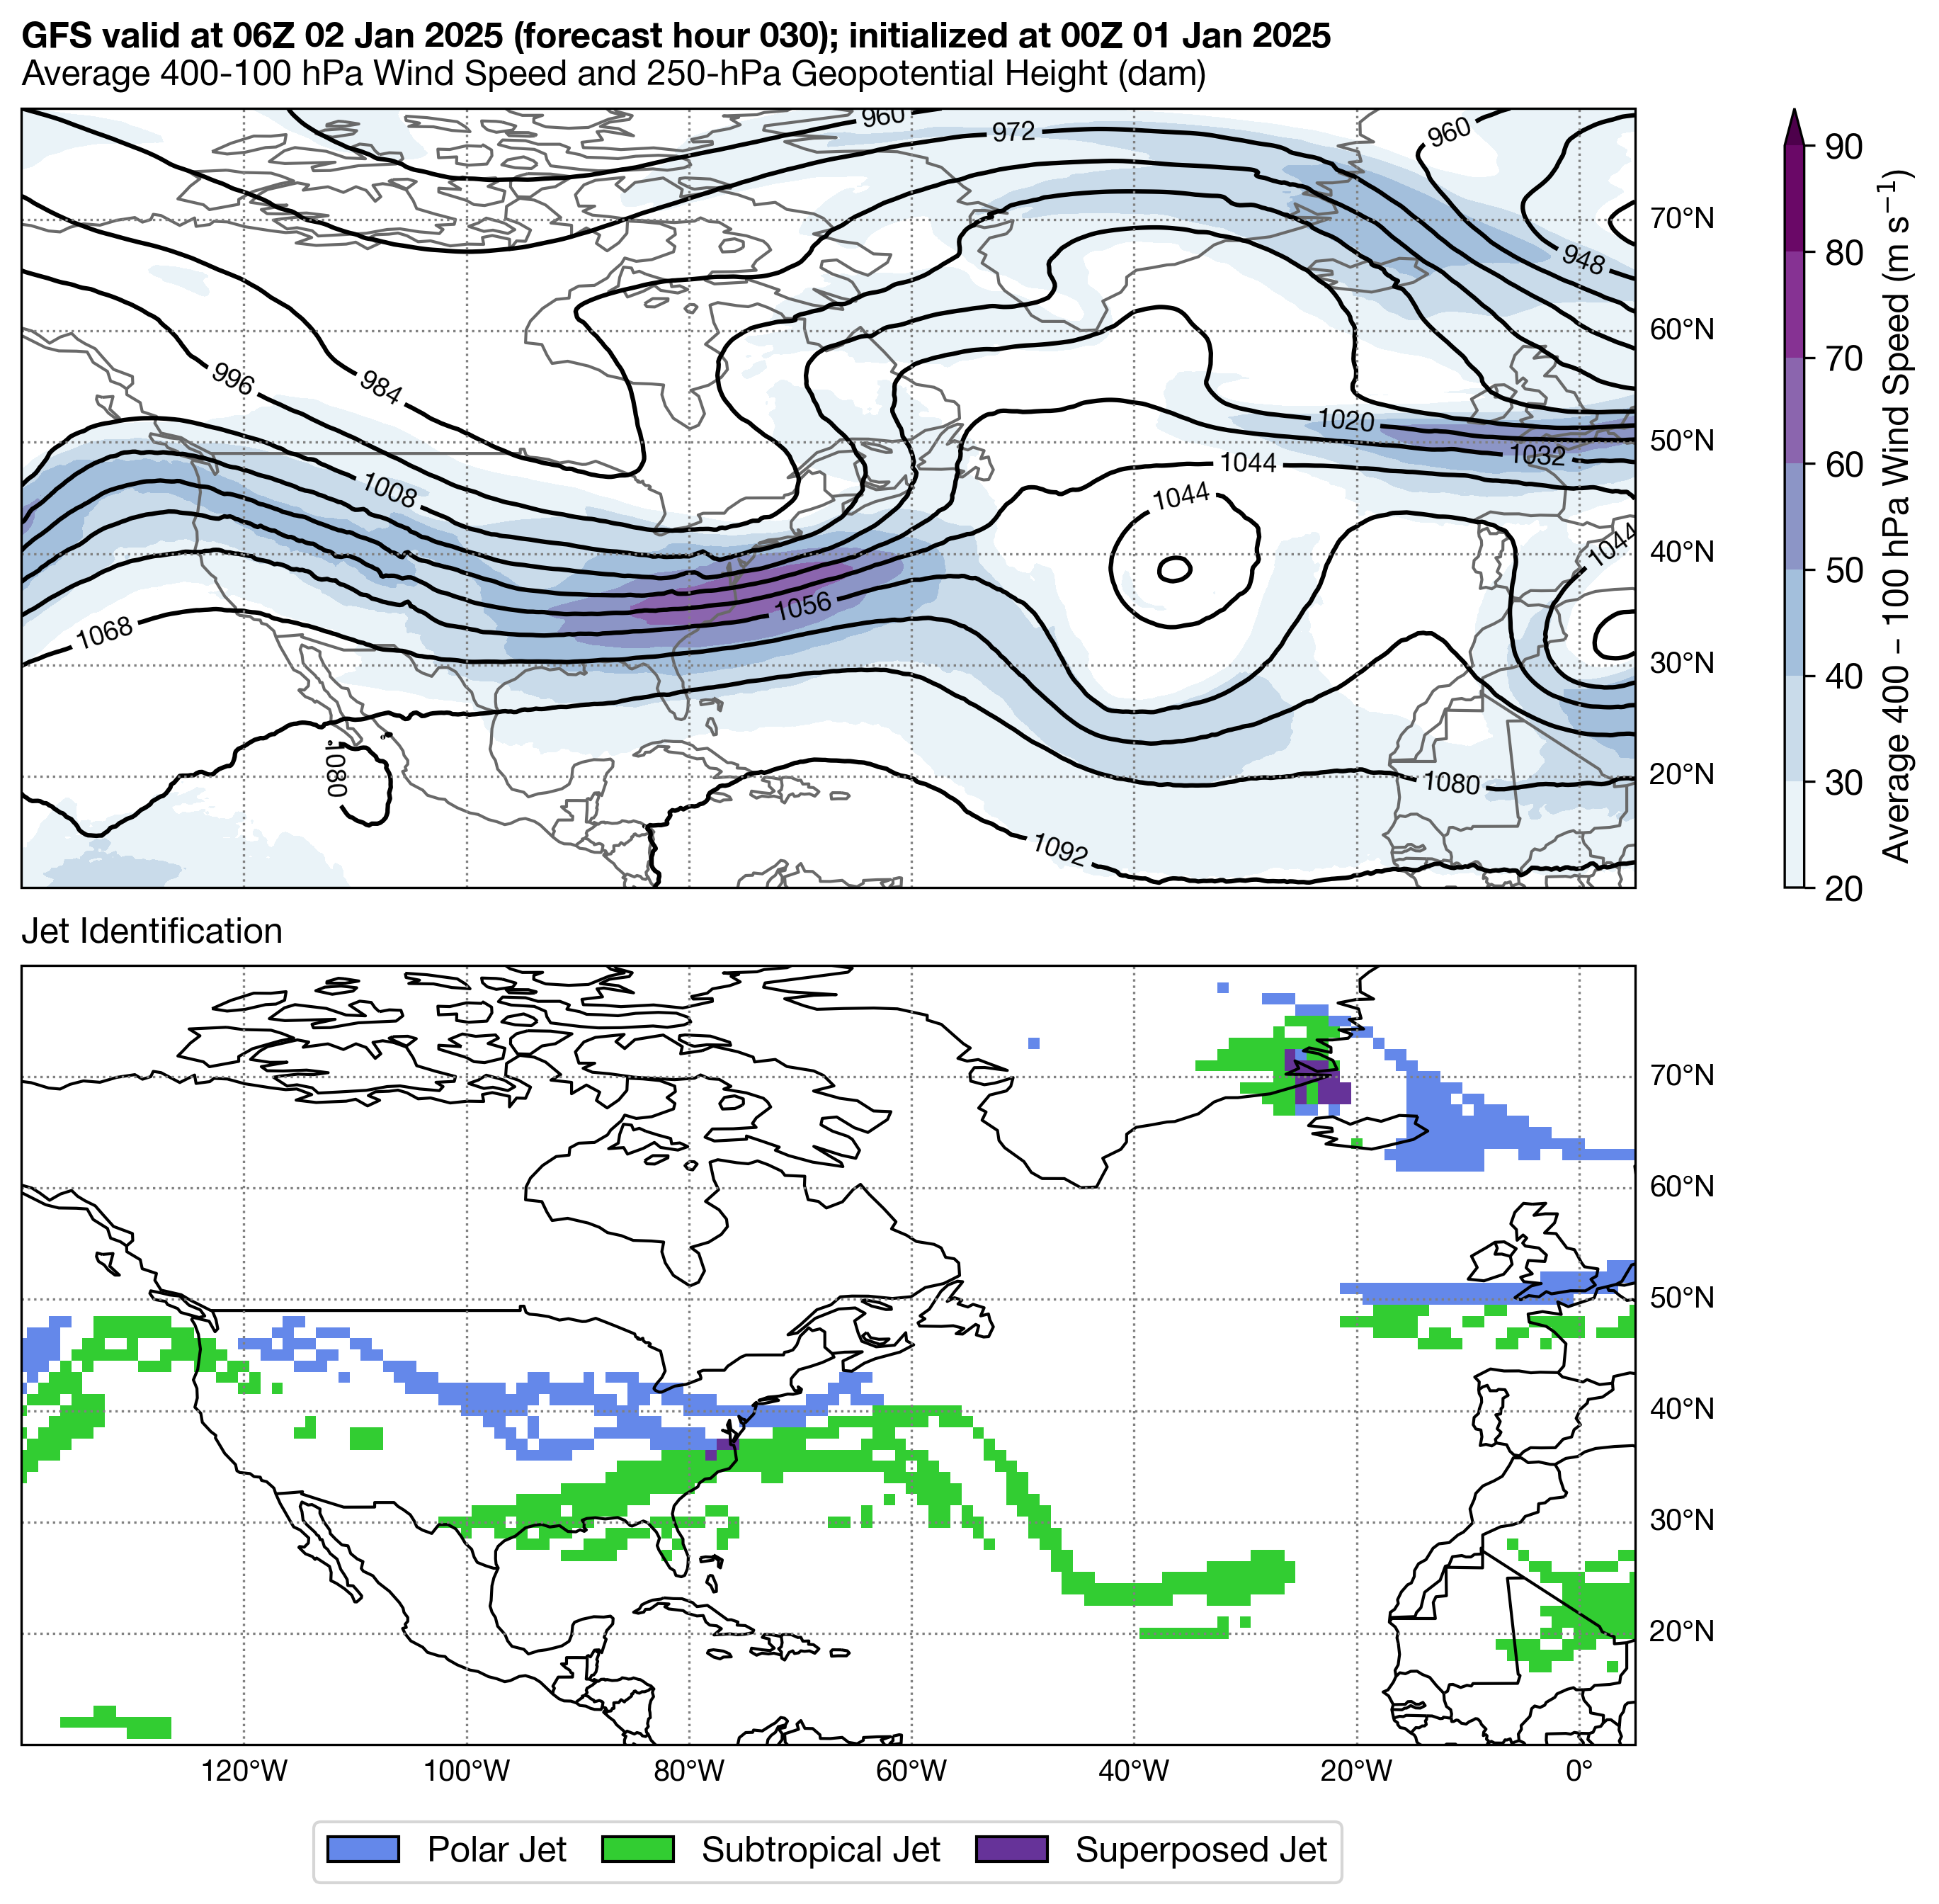 GFS valid at 06Z 02 Jan 2025 (forecast hour 030); initialized at 00Z 01 Jan 2025
Average 400-100 hPa Wind Speed and 250-hPa Geopotential Height (dam)
960
972
960
70°N
948
60°N
996
984
1020
50°N
1032
1044
1008
1044
1044
40°N
1056
1068
30°N
1080
1080
20°N
1092
90
80
70
60
50
40
30
20
Average 400 – 100 hPa Wind Speed (m s⁻¹)
Jet Identification
70°N
60°N
50°N
40°N
30°N
20°N
120°W 100°W 80°W 60°W 40°W 20°W 0°
Polar Jet Subtropical Jet Superposed Jet